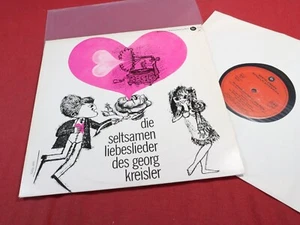 die
seltsamen
liebeslieder
des georg
kreisler